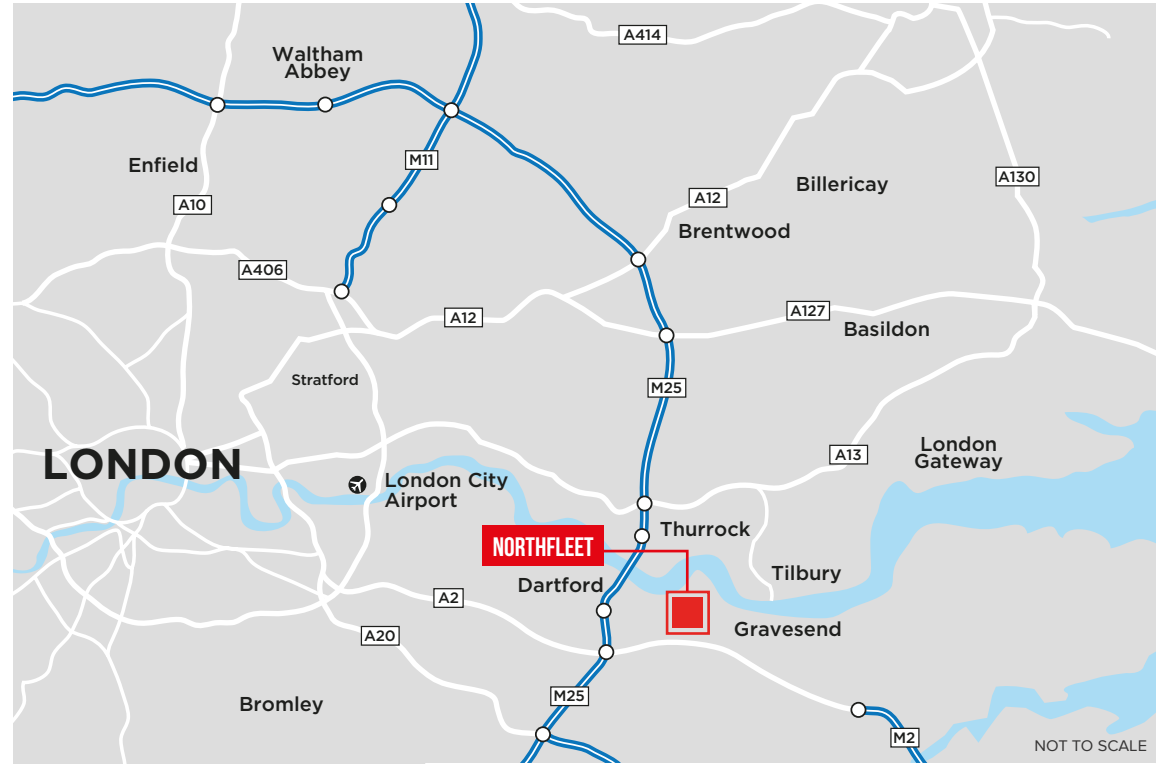 A414
Waltham
Abbey
M11
Enfield
A130
Billericay
A12
A10
Brentwood
A406
A127
A12
Basildon
Stratford
M25
London
Gateway
A13
LONDON
London City
Airport
Thurrock
NORTHFLEET
Tilbury
Dartford
A2
Gravesend
A20
M25
Bromley
M2
NOT TO SCALE